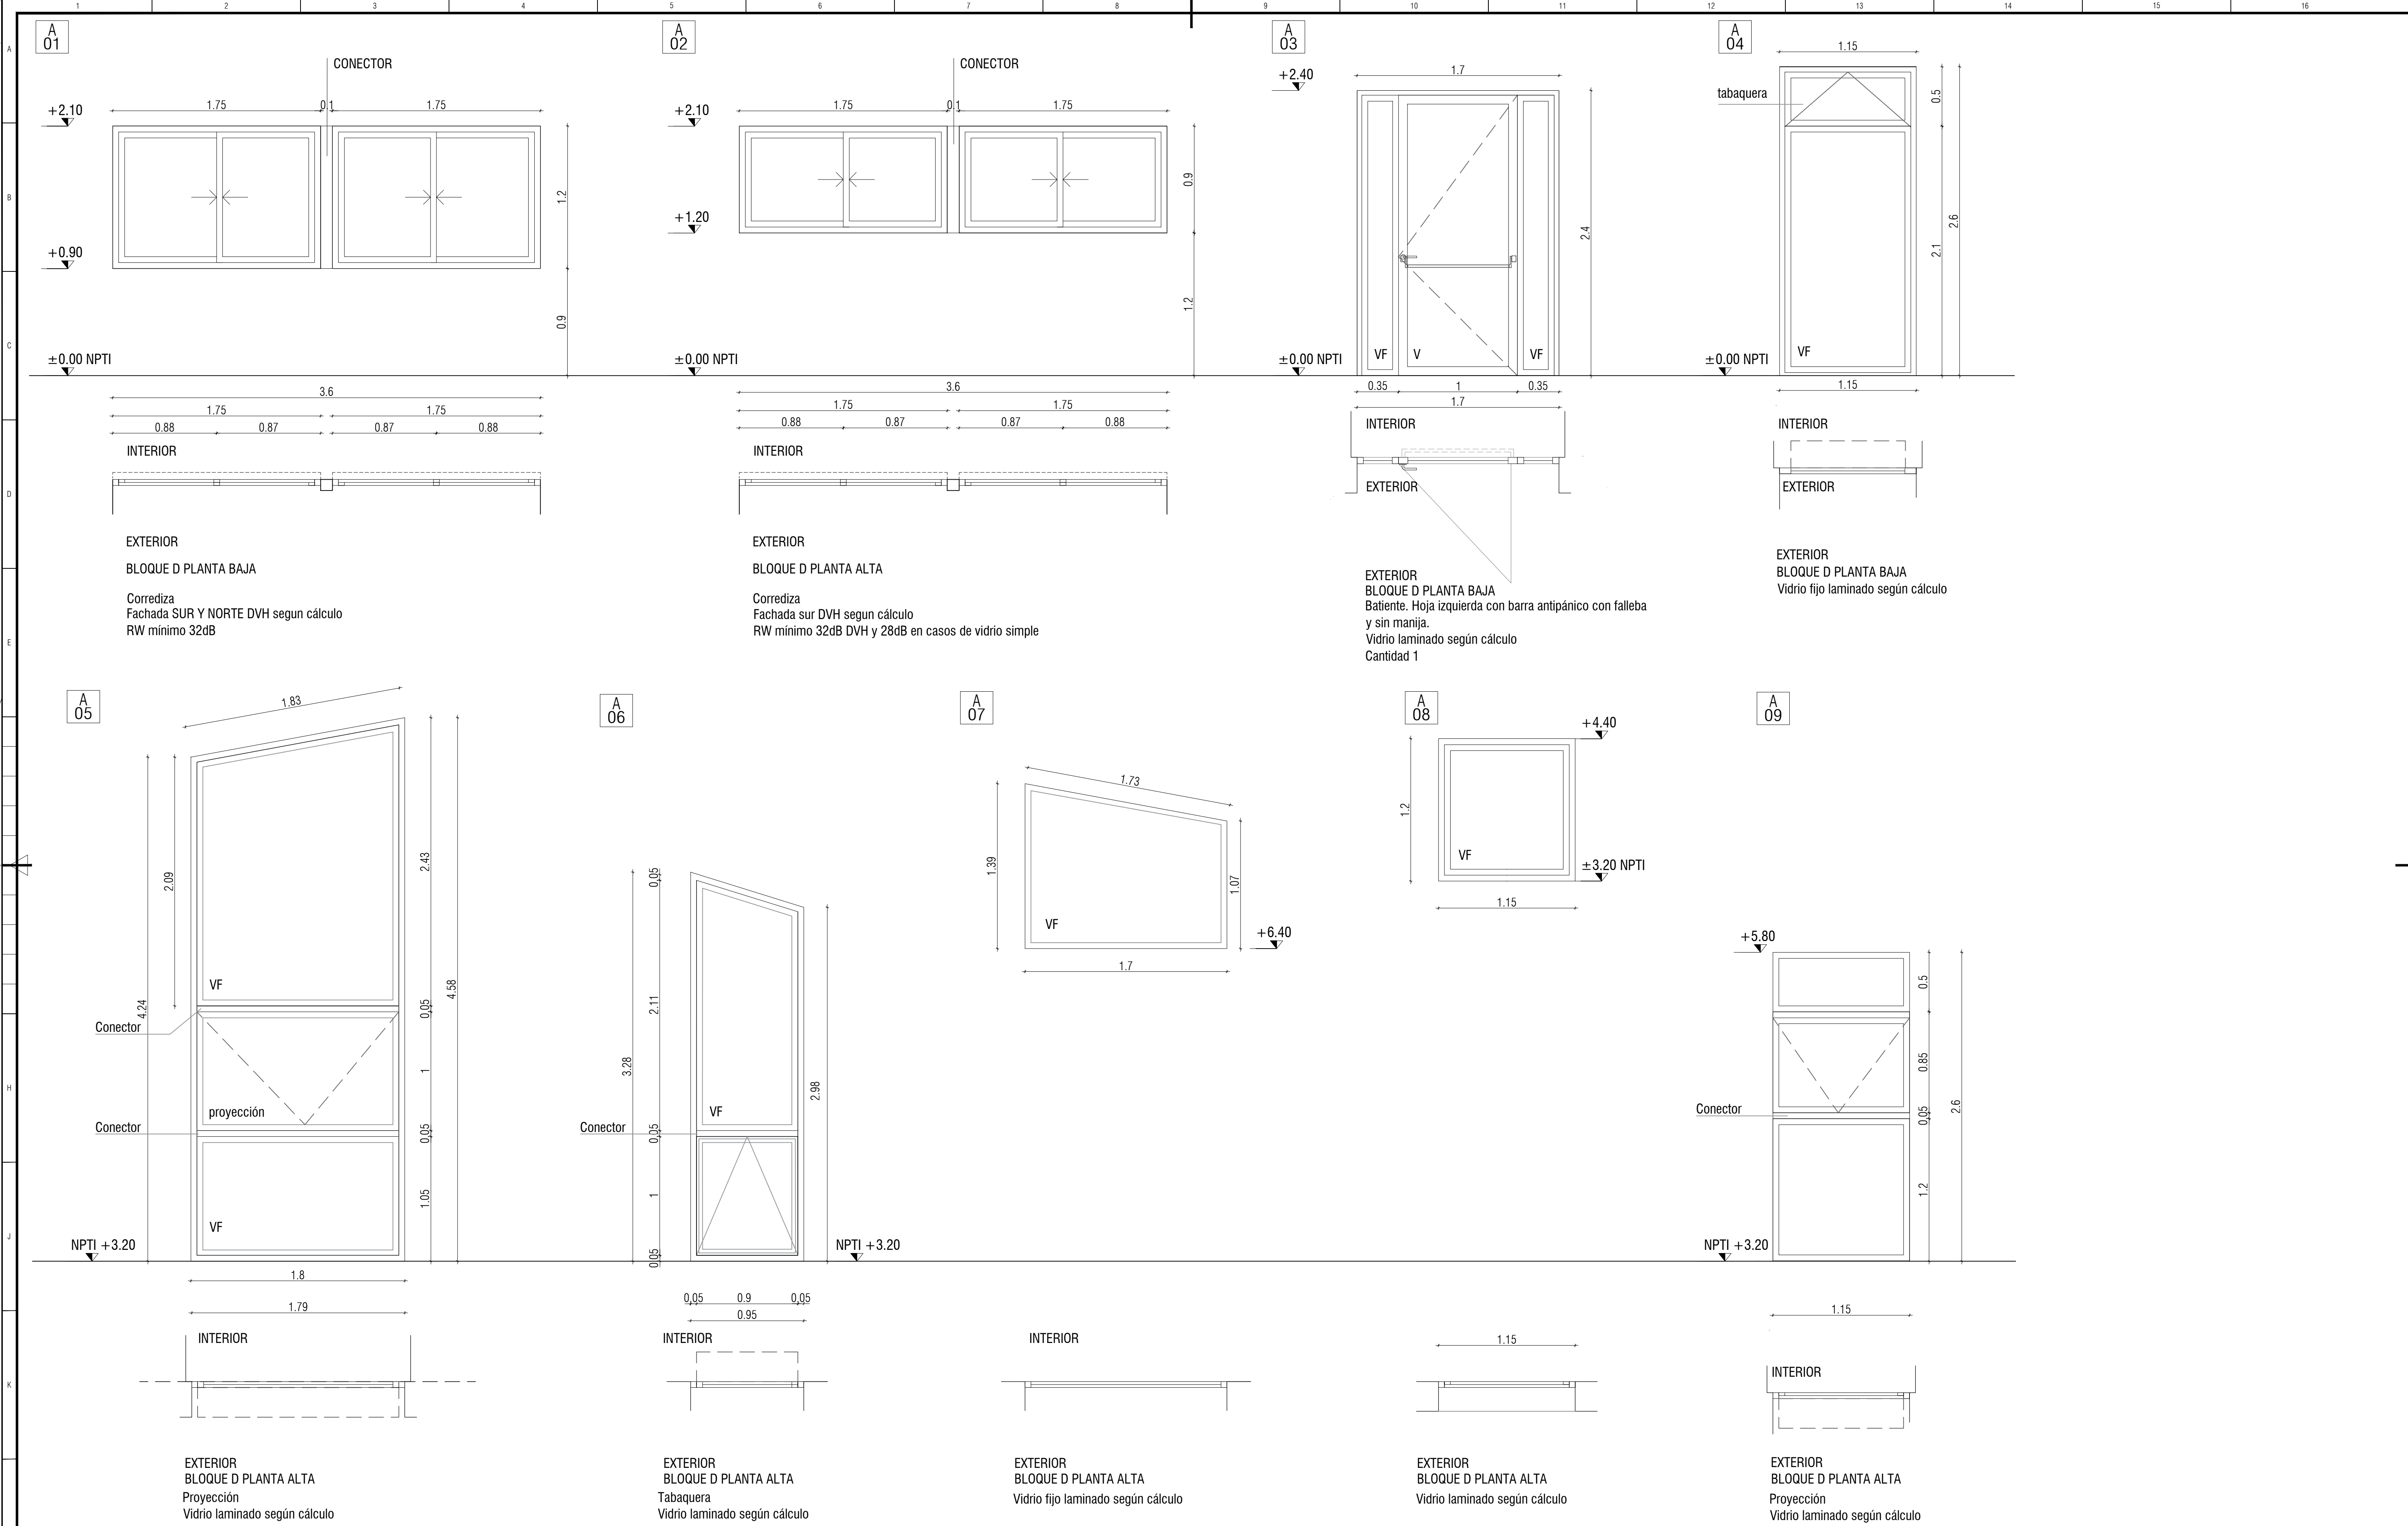 1 2 3 4 5 6 7 8 9 10 11 12 13 14 15 16
A
B
C
D
E
H
J
K
A
01
CONECTOR
+2.10
1.75 0.1 1.75
1.2
+0.90
0.9
±0.00 NPTI
3.6
1.75 1.75
0.88 0.87 0.87 0.88
INTERIOR
EXTERIOR
BLOQUE D PLANTA BAJA
Corrediza
Fachada SUR Y NORTE DVH segun cálculo
RW mínimo 32dB
A
02
CONECTOR
+2.10
1.75 0.1 1.75
0.9
+1.20
1.2
±0.00 NPTI
3.6
1.75 1.75
0.88 0.87 0.87 0.88
INTERIOR
EXTERIOR
BLOQUE D PLANTA ALTA
Corrediza
Fachada sur DVH segun cálculo
RW mínimo 32dB DVH y 28dB en casos de vidrio simple
A
03
+2.40
1.7
2.4
VF V VF
±0.00 NPTI
0.35 1 0.35
1.7
INTERIOR
EXTERIOR
EXTERIOR
BLOQUE D PLANTA BAJA
Batiente. Hoja izquierda con barra antipánico con falleba
y sin manija.
Vidrio laminado según cálculo
Cantidad 1
A
04
1.15
tabaquera
0.5
2.6
2.1
VF
±0.00 NPTI
1.15
INTERIOR
EXTERIOR
EXTERIOR
BLOQUE D PLANTA BAJA
Vidrio fijo laminado según cálculo
A
05
1.83
2.09
2.43
4.24
4.58
VF
0,05
Conector
1
proyección
Conector
0,05
1.05
VF
NPTI +3.20
1.8
1.79
INTERIOR
EXTERIOR
BLOQUE D PLANTA ALTA
Proyección
Vidrio laminado según cálculo
A
06
0,05
2.11
3.28
2.98
VF
Conector
0,05
1
0,05
NPTI +3.20
0,05 0.9 0,05
0.95
INTERIOR
EXTERIOR
BLOQUE D PLANTA ALTA
Tabaquera
Vidrio laminado según cálculo
A
07
1.73
1.39
1.07
VF
+6.40
1.7
INTERIOR
EXTERIOR
BLOQUE D PLANTA ALTA
Vidrio fijo laminado según cálculo
A
08
+4.40
1.2
VF
±3.20 NPTI
1.15
1.15
EXTERIOR
BLOQUE D PLANTA ALTA
Vidrio laminado según cálculo
A
09
+5.80
0.5
0.85
2.6
Conector
0,05
1.2
NPTI +3.20
1.15
INTERIOR
EXTERIOR
BLOQUE D PLANTA ALTA
Proyección
Vidrio laminado según cálculo